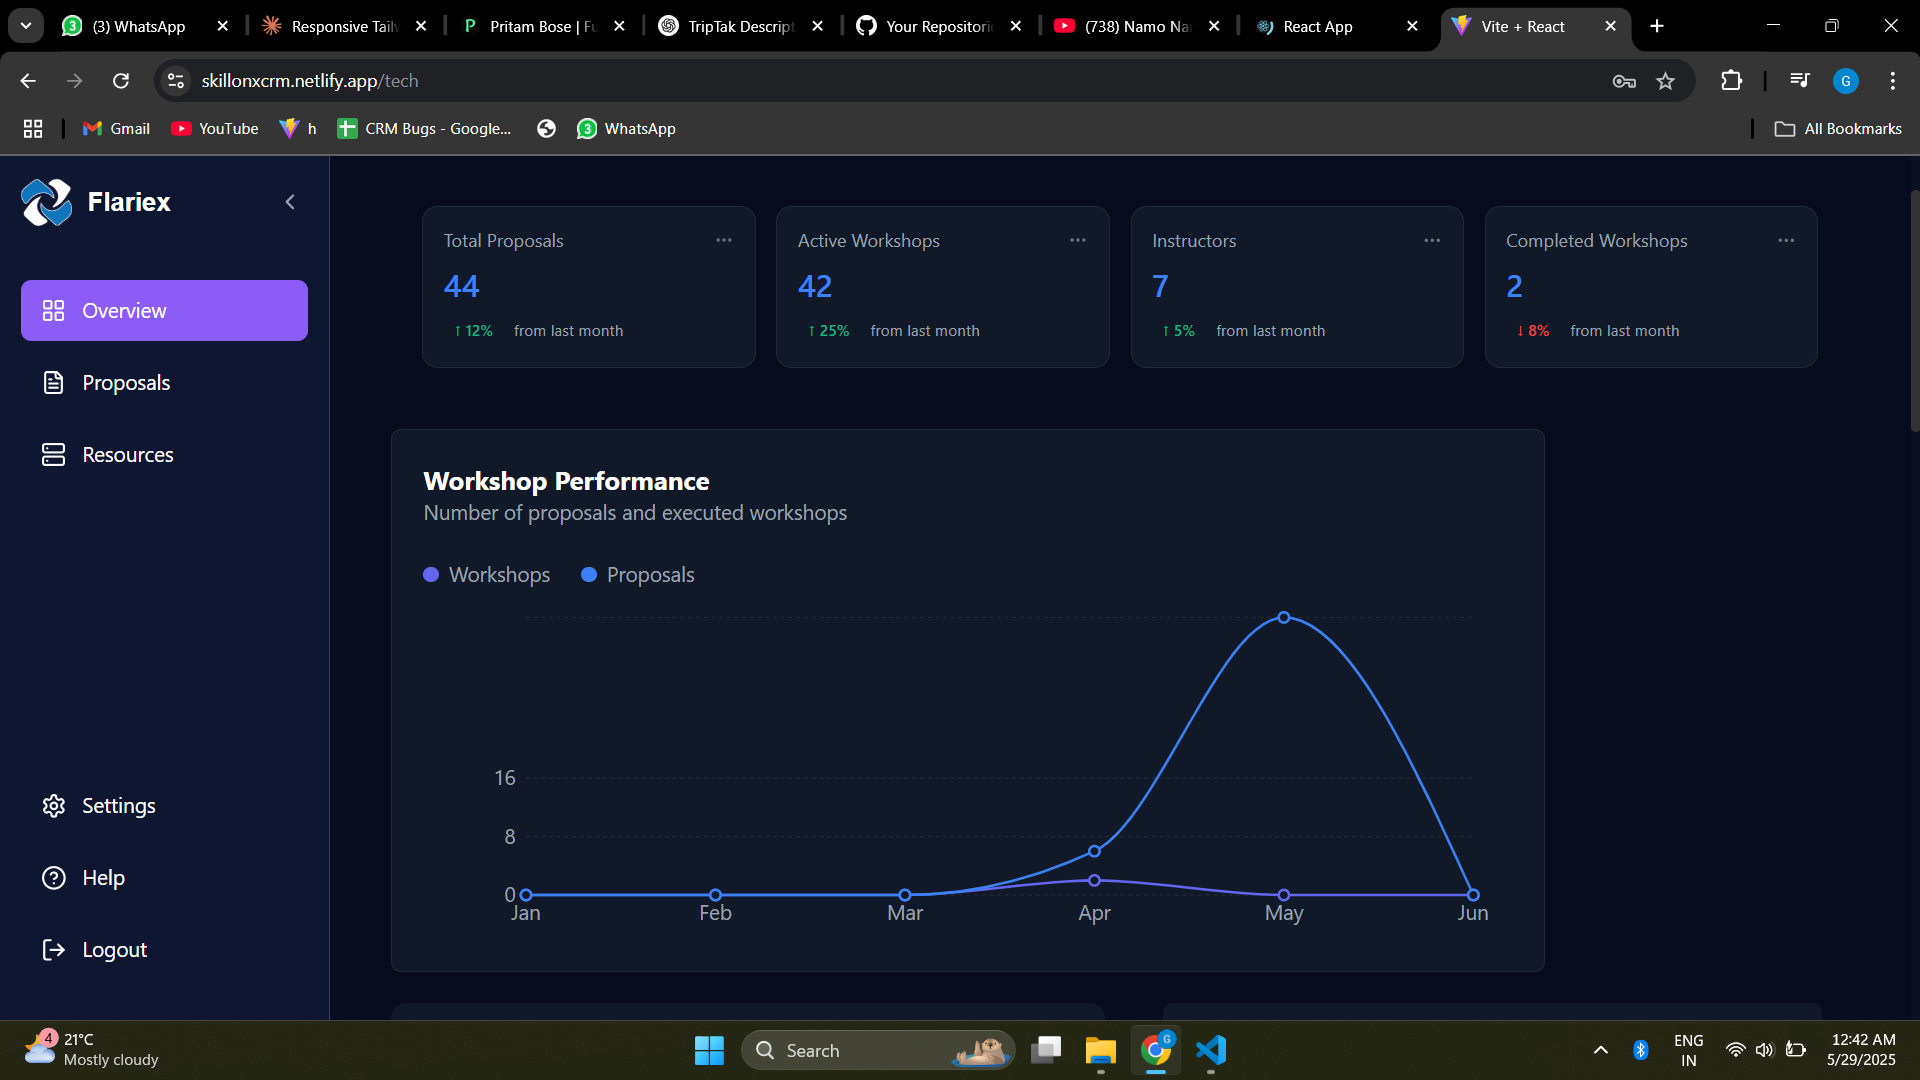 (3) WhatsApp
Responsive Tailw
Pritam Bose | Fu
TripTak Descript
Your Repositorie
(738) Namo Na
React App
Vite + React
skillonxcrm.netlify.app/tech
G
Gmail
YouTube
h
CRM Bugs - Google...
3 WhatsApp
All Bookmarks
Flariex
Overview
Proposals
Resources
Settings
Help
Logout
Total Proposals
44
↑ 12% from last month
Active Workshops
42
↑ 25% from last month
Instructors
7
↑ 5% from last month
Completed Workshops
2
↓ 8% from last month
Workshop Performance
Number of proposals and executed workshops
Workshops Proposals
16
8
0
Jan Feb Mar Apr May Jun
4
21°C
Mostly cloudy
Search
G
ENG
IN
12:42 AM
5/29/2025